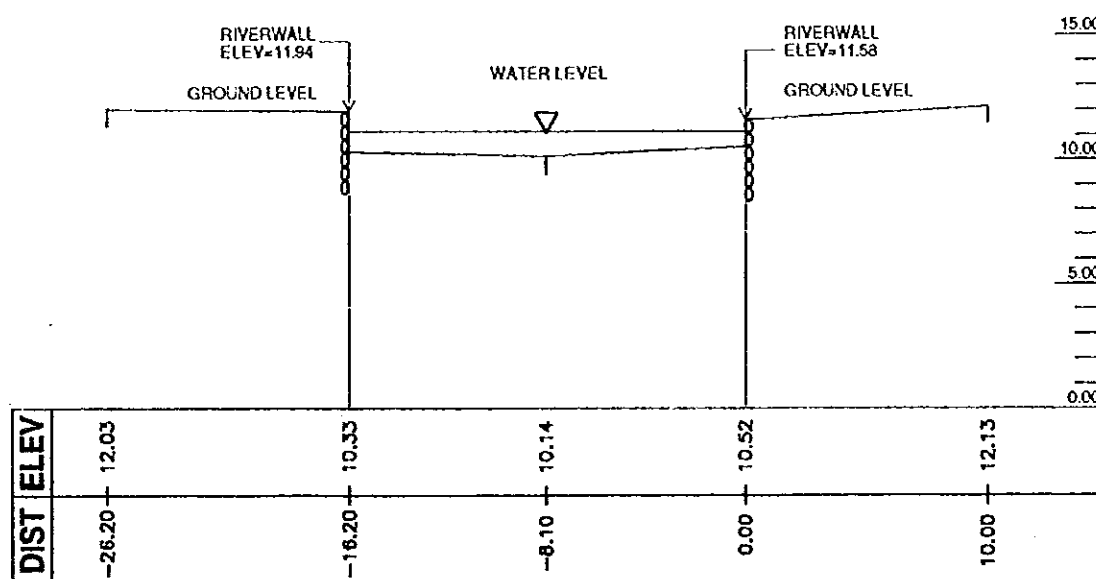 15.00
RIVERWALL
ELEV=11.94
RIVERWALL
ELEV=11.58
WATER LEVEL
GROUND LEVEL
GROUND LEVEL
10.00
5.00
0.00
ELEV 12.03 10.33 10.14 10.52 12.13
DIST -26.20 -16.20 -8.10 0.00 10.00